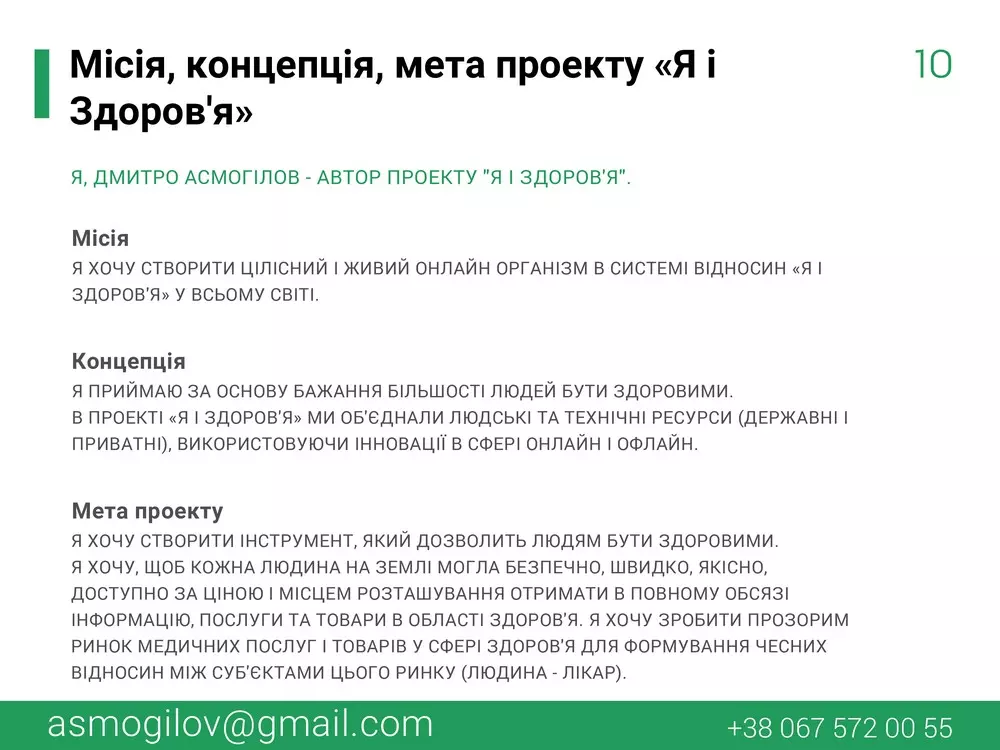 Місія, концепція, мета проекту «Я і
Здоров'я»
10
Я, ДМИТРО АСМОГІЛОВ - АВТОР ПРОЕКТУ "Я І ЗДОРОВ'Я".
Місія
Я ХОЧУ СТВОРИТИ ЦІЛІСНИЙ І ЖИВИЙ ОНЛАЙН ОРГАНІЗМ В СИСТЕМІ ВІДНОСИН «Я І
ЗДОРОВ'Я» У ВСЬОМУ СВІТІ.
Концепція
Я ПРИЙМАЮ ЗА ОСНОВУ БАЖАННЯ БІЛЬШОСТІ ЛЮДЕЙ БУТИ ЗДОРОВИМИ.
В ПРОЕКТІ «Я І ЗДОРОВ'Я» МИ ОБ'ЄДНАЛИ ЛЮДСЬКІ ТА ТЕХНІЧНІ РЕСУРСИ (ДЕРЖАВНІ І
ПРИВАТНІ), ВИКОРИСТОВУЮЧИ ІННОВАЦІЇ В СФЕРІ ОНЛАЙН І ОФЛАЙН.
Мета проекту
Я ХОЧУ СТВОРИТИ ІНСТРУМЕНТ, ЯКИЙ ДОЗВОЛИТЬ ЛЮДЯМ БУТИ ЗДОРОВИМИ.
Я ХОЧУ, ЩОБ КОЖНА ЛЮДИНА НА ЗЕМЛІ МОГЛА БЕЗПЕЧНО, ШВИДКО, ЯКІСНО,
ДОСТУПНО ЗА ЦІНОЮ І МІСЦЕМ РОЗТАШУВАННЯ ОТРИМАТИ В ПОВНОМУ ОБСЯЗІ
ІНФОРМАЦІЮ, ПОСЛУГИ ТА ТОВАРИ В ОБЛАСТІ ЗДОРОВ'Я. Я ХОЧУ ЗРОБИТИ ПРОЗОРИМ
РИНОК МЕДИЧНИХ ПОСЛУГ І ТОВАРІВ У СФЕРІ ЗДОРОВ'Я ДЛЯ ФОРМУВАННЯ ЧЕСНИХ
ВІДНОСИН МІЖ СУБ'ЄКТАМИ ЦЬОГО РИНКУ (ЛЮДИНА - ЛІКАР).
asmogilov@gmail.com
+38 067 572 00 55